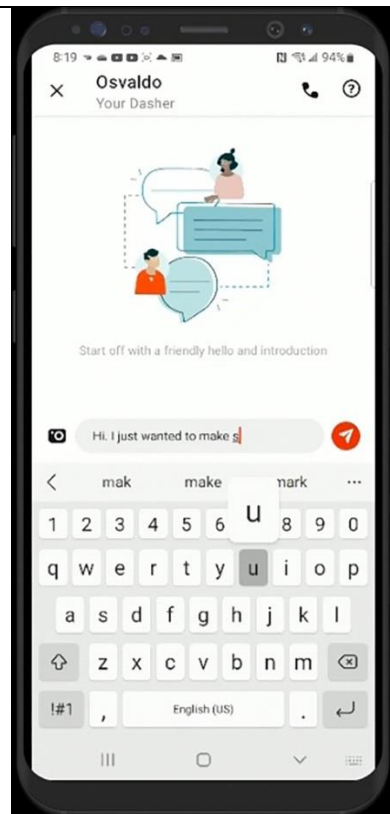 8:19 94%
Osvaldo
Your Dasher
Start off with a friendly hello and introduction
Hi. I just wanted to make s
mak make mark
u
1 2 3 4 5 6 8 9 0
q w e r t y u i o p
a s d f g h j k l
z x c v b n m
!#1 , English (US) .